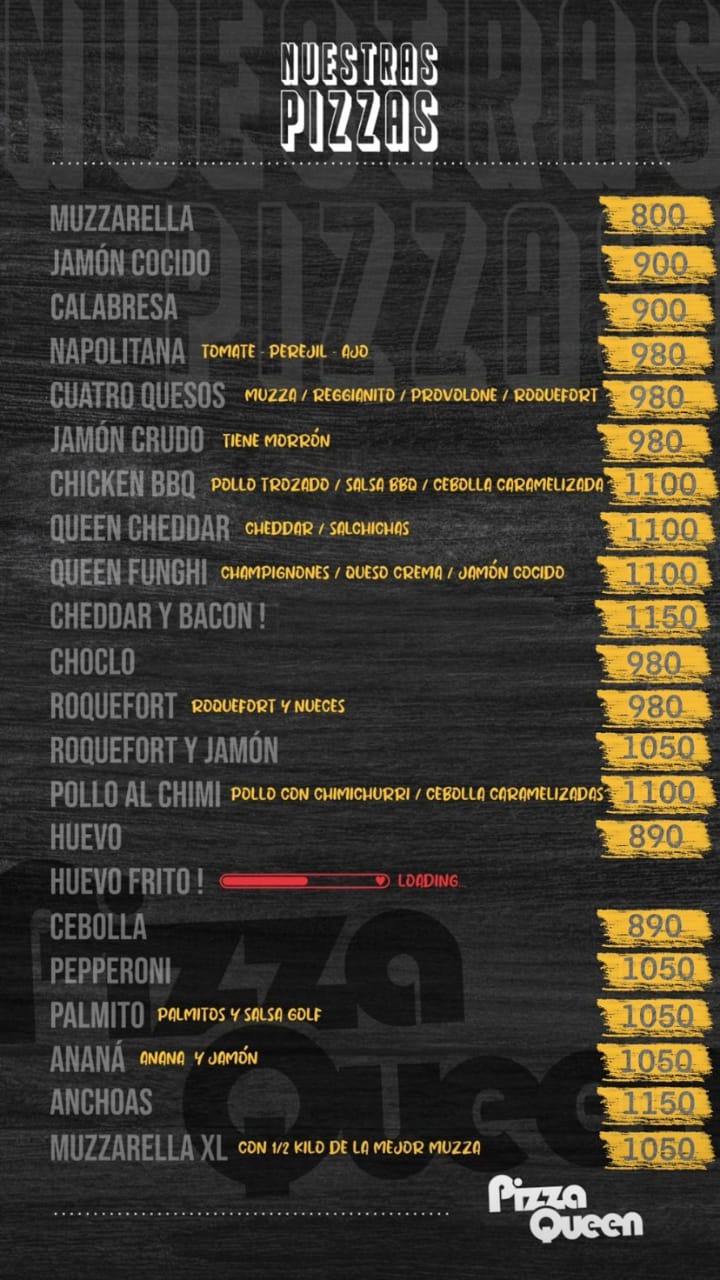 NUESTRAS
PIZZAS
NUESTRAS
PIZZAS
MUZZARELLA 800
JAMÓN COCIDO 900
CALABRESA 900
NAPOLITANA TOMATE - PEREJIL - AJO 980
CUATRO QUESOS MUZZA / REGGIANITO / PROVOLONE / ROQUEFORT 980
JAMÓN CRUDO TIENE MORRÓN 980
CHICKEN BBQ POLLO TROZADO / SALSA BBQ / CEBOLLA CARAMELIZADA 1100
QUEEN CHEDDAR CHEDDAR / SALCHICHAS 1100
QUEEN FUNGHI CHAMPIGNONES / QUESO CREMA / JAMÓN COCIDO 1100
CHEDDAR Y BACON ! 1150
CHOCLO 980
ROQUEFORT ROQUEFORT Y NUECES 980
ROQUEFORT Y JAMÓN 1050
POLLO AL CHIMI POLLO CON CHIMICHURRI / CEBOLLA CARAMELIZADAS 1100
HUEVO 890
HUEVO FRITO ! LOADING...
CEBOLLA 890
PEPPERONI 1050
PALMITO PALMITOS Y SALSA GOLF 1050
ANANÁ ANANA Y JAMÓN 1050
ANCHOAS 1150
MUZZARELLA XL CON 1/2 KILO DE LA MEJOR MUZZA 1050
Pizza
Queen
Pizza
Queen